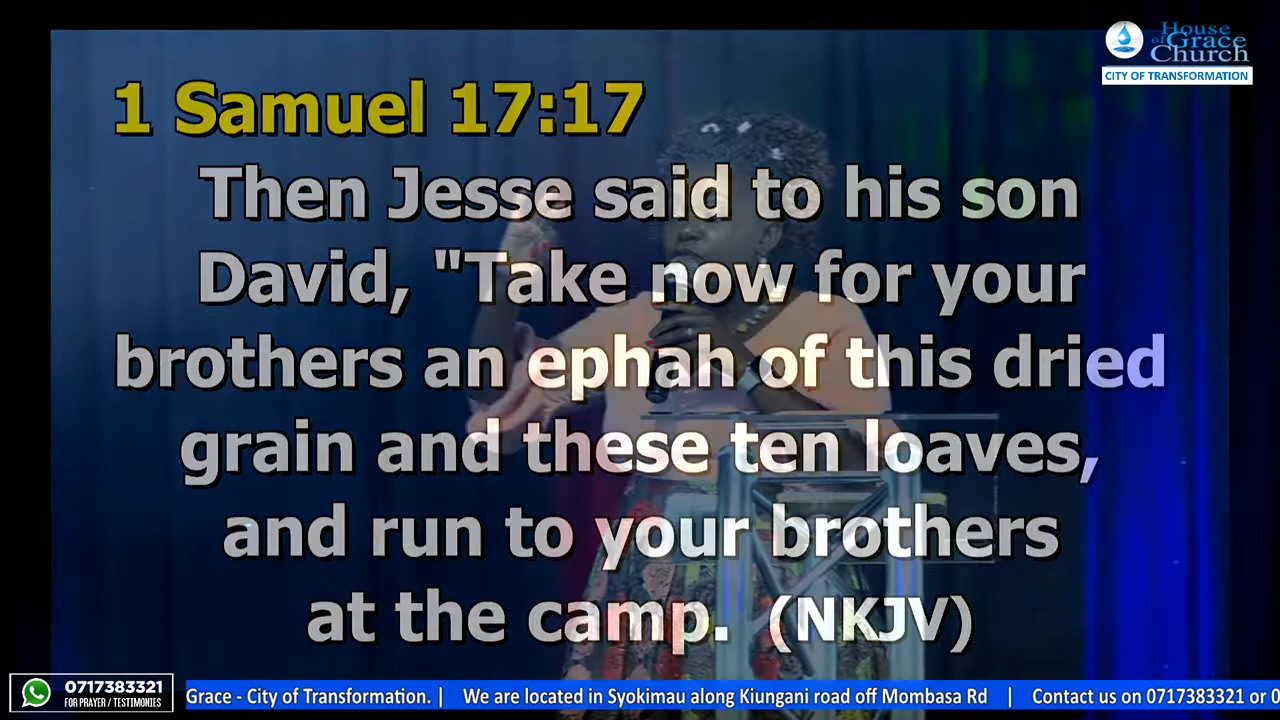 House
of Grace
Church
CITY OF TRANSFORMATION
1 Samuel 17:17
Then Jesse said to his son
David, "Take now for your
brothers an ephah of this dried
grain and these ten loaves,
and run to your brothers
at the camp. (NKJV)
0717383321
FOR PRAYER / TESTIMONIES
Grace - City of Transformation. | We are located in Syokimau along Kiungani road off Mombasa Rd | Contact us on 0717383321 or